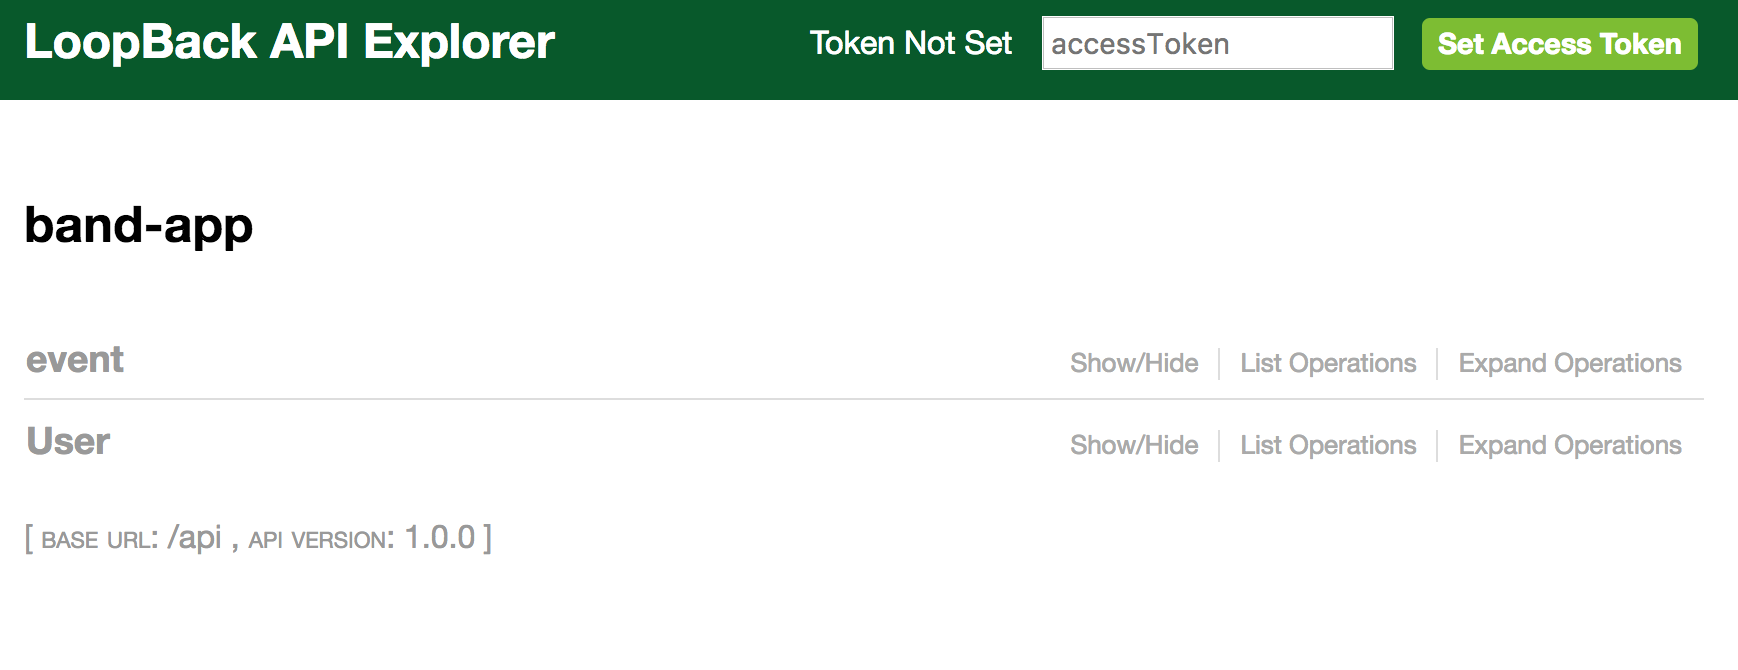 LoopBack API Explorer Token Not Set accessToken Set Access Token
band-app
event Show/Hide List Operations Expand Operations
User Show/Hide List Operations Expand Operations
[ BASE URL: /api , API VERSION: 1.0.0 ]